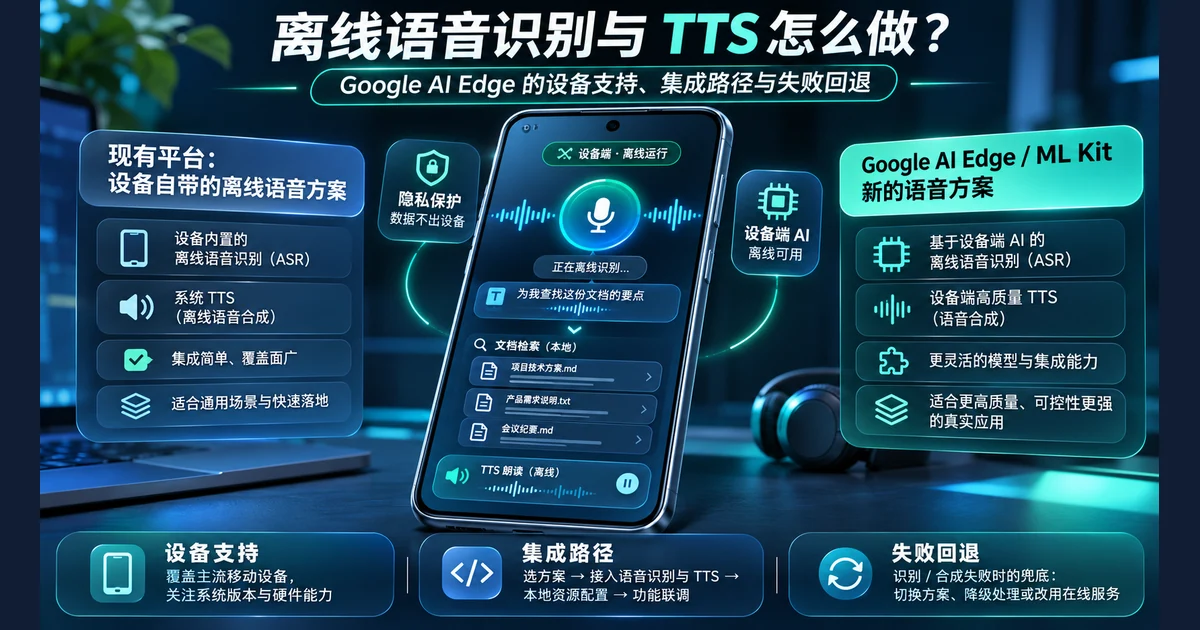 离线语音识别与 TTS 怎么做？
Google AI Edge 的设备支持、集成路径与失败回退
现有平台：
设备自带的离线语音方案
设备内置的
离线语音识别（ASR）
系统 TTS
（离线语音合成）
集成简单、覆盖面广
适合通用场景与快速落地
隐私保护
数据不出设备
设备端 · 离线运行
正在离线识别...
T
为我查找这份文档的要点
文档检索（本地）
项目技术方案.md
产品需求说明.txt
会议纪要.md
TTS 朗读（离线）
设备端 AI
离线可用
Google AI Edge / ML Kit
新的语音方案
基于设备端 AI 的
离线语音识别（ASR）
设备端高质量 TTS
（语音合成）
更灵活的模型与集成能力
适合更高质量、可控性更强
的真实应用
设备支持
覆盖主流移动设备，
关注系统版本与硬件能力
集成路径
选方案 → 接入语音识别与 TTS →
本地资源配置 → 功能联调
失败回退
识别 / 合成失败时的兜底：
切换方案、降级处理或改用在线服务